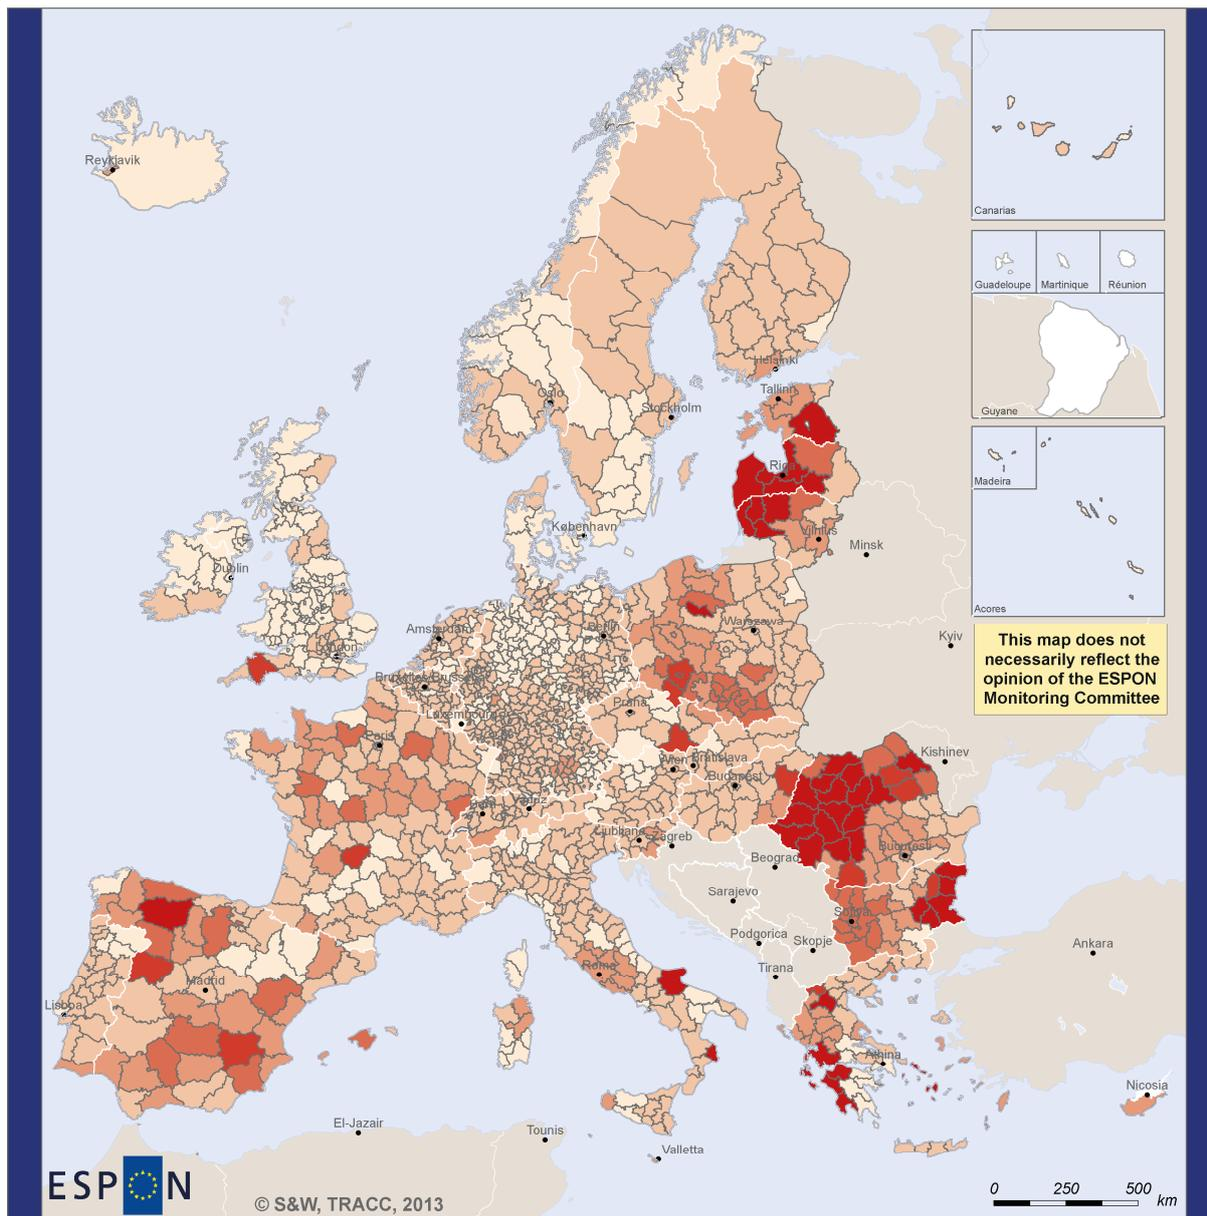 Canarias
Reykjavik
Guadeloupe
Martinique
Réunion
Guyane
Helsinki
Tallinn
Oslo
Stockholm
Madeira
Riga
København
Vilnius
Minsk
Dublin
Acores
Amsterdam
Berlin
Warszawa
This map does not
necessarily reflect the
opinion of the ESPON
Monitoring Committee
Kyiv
London
Bruxelles/Brussel
Praha
Luxembourg
Paris
Kishinev
Wien
Bratislava
Budapest
Bern
Vaduz
Ljubljana
Zagreb
Bucuresti
Beograd
Sarajevo
Sofiya
Podgorica
Skopje
Ankara
Roma
Tirana
Madrid
Lisboa
Athina
Nicosia
El-Jazair
Tounis
Valletta
ESPON
© S&W, TRACC, 2013
0 250 500 km